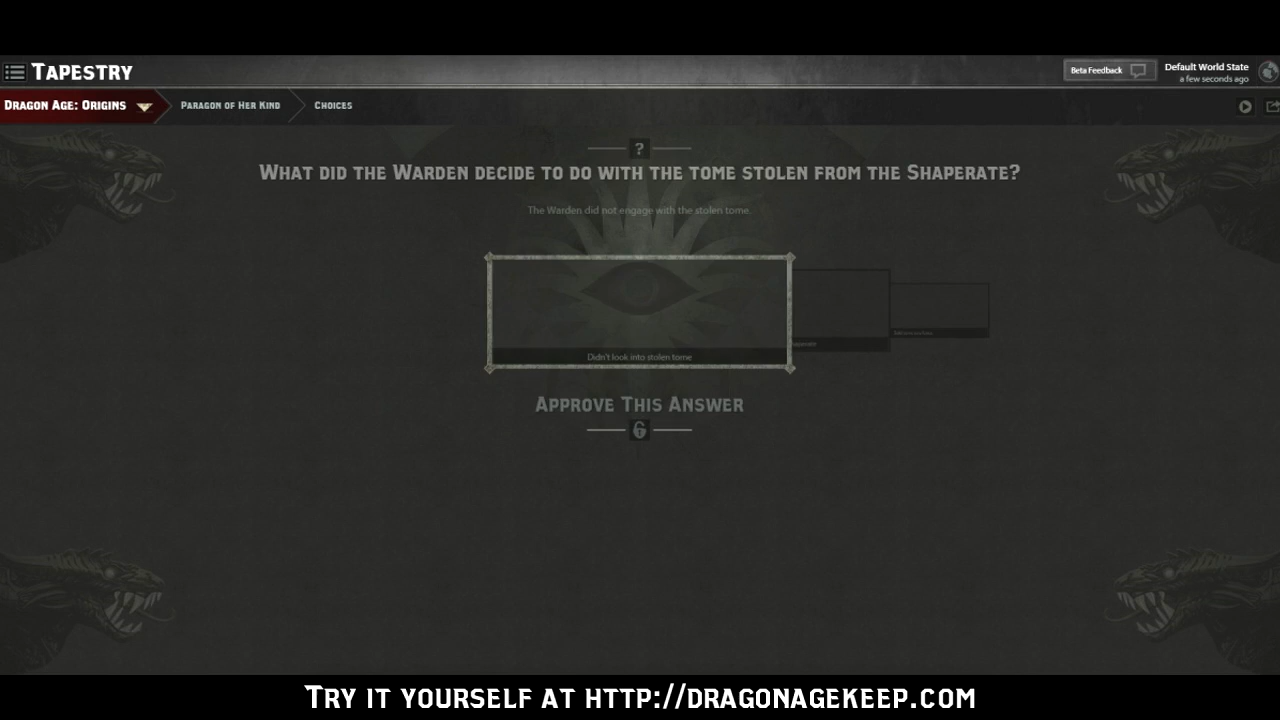 TAPESTRY
Beta Feedback
Default World State
a few seconds ago
DRAGON AGE: ORIGINS
PARAGON OF HER KIND
CHOICES
?
WHAT DID THE WARDEN DECIDE TO DO WITH THE TOME STOLEN FROM THE SHAPERATE?
The Warden did not engage with the stolen tome.
Didn't look into stolen tome
APPROVE THIS ANSWER
TRY IT YOURSELF AT HTTP://DRAGONAGEKEEP.COM